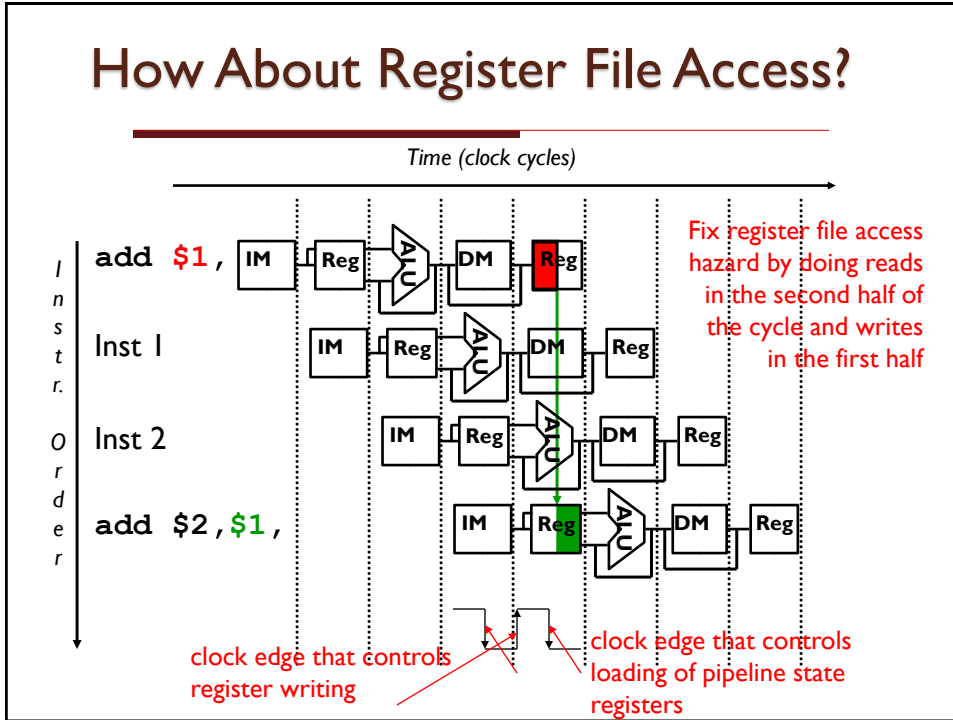 How About Register File Access?
Time (clock cycles)
Instr. Order
add $1,
IM
Reg
ALU
DM
Reg
Fix register file access
hazard by doing reads
in the second half of
the cycle and writes
in the first half
Inst 1
IM
Reg
ALU
DM
Reg
Inst 2
IM
Reg
ALU
DM
Reg
add $2,$1,
IM
Reg
ALU
DM
Reg
clock edge that controls
register writing
clock edge that controls
loading of pipeline state
registers